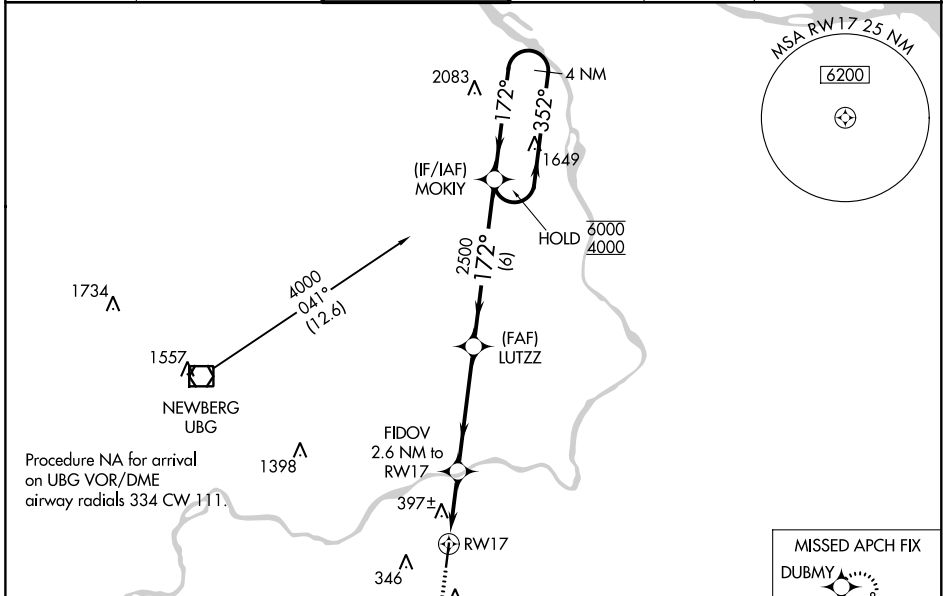 MSA RW17 25 NM
6200
2083
4 NM
172°
352°
1649
(IF/IAF)
MOKIY
HOLD
6000
4000
2500
172°
(6)
4000
041°
(12.6)
1734
(FAF)
LUTZZ
1557
NEWBERG
UBG
FIDOV
2.6 NM to
RW17
1398
Procedure NA for arrival
on UBG VOR/DME
airway radials 334 CW 111.
397±
RW17
346
MISSED APCH FIX
DUBMY